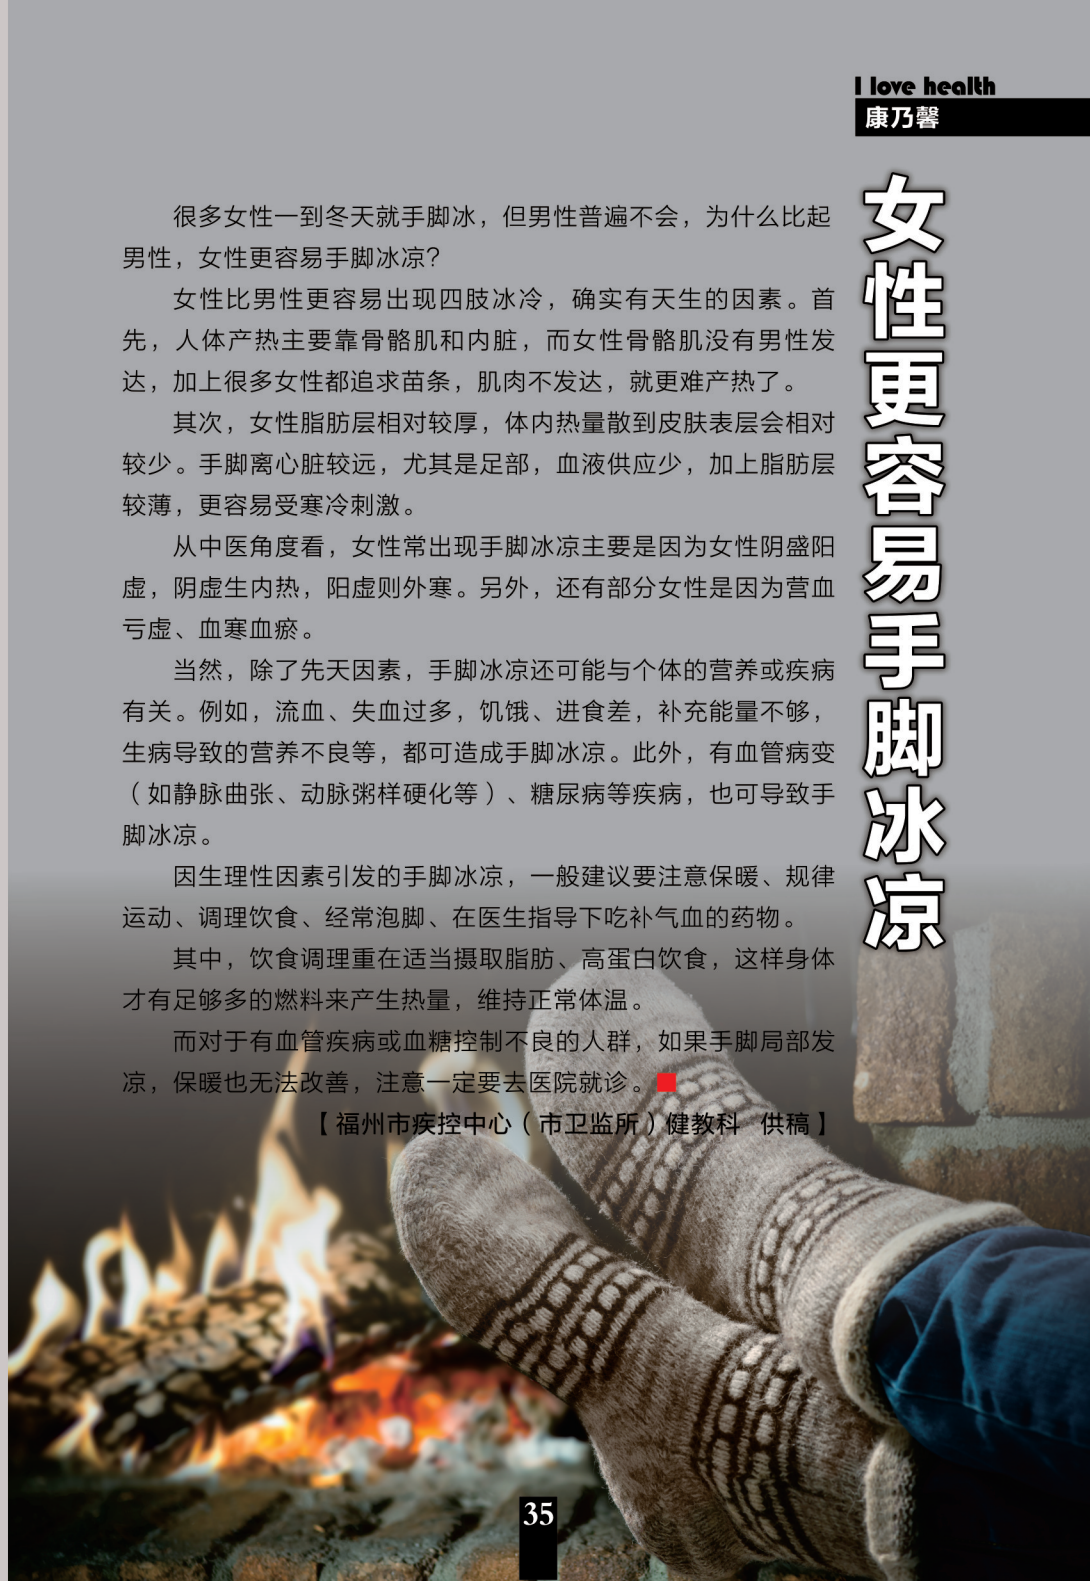 I love health
康乃馨
女性更容易手脚冰凉
很多女性一到冬天就手脚冰，但男性普遍不会，为什么比起
男性，女性更容易手脚冰凉？
女性比男性更容易出现四肢冰冷，确实有天生的因素。首
先，人体产热主要靠骨骼肌和内脏，而女性骨骼肌没有男性发
达，加上很多女性都追求苗条，肌肉不发达，就更难产热了。
其次，女性脂肪层相对较厚，体内热量散到皮肤表层会相对
较少。手脚离心脏较远，尤其是足部，血液供应少，加上脂肪层
较薄，更容易受寒冷刺激。
从中医角度看，女性常出现手脚冰凉主要是因为女性阴盛阳
虚，阴虚生内热，阳虚则外寒。另外，还有部分女性是因为营血
亏虚、血寒血瘀。
当然，除了先天因素，手脚冰凉还可能与个体的营养或疾病
有关。例如，流血、失血过多，饥饿、进食差，补充能量不够，
生病导致的营养不良等，都可造成手脚冰凉。此外，有血管病变
（如静脉曲张、动脉粥样硬化等）、糖尿病等疾病，也可导致手
脚冰凉。
因生理性因素引发的手脚冰凉，一般建议要注意保暖、规律
运动、调理饮食、经常泡脚、在医生指导下吃补气血的药物。
其中，饮食调理重在适当摄取脂肪、高蛋白饮食，这样身体
才有足够多的燃料来产生热量，维持正常体温。
而对于有血管疾病或血糖控制不良的人群，如果手脚局部发
凉，保暖也无法改善，注意一定要去医院就诊。
【福州市疾控中心（市卫监所）健教科 供稿】
35